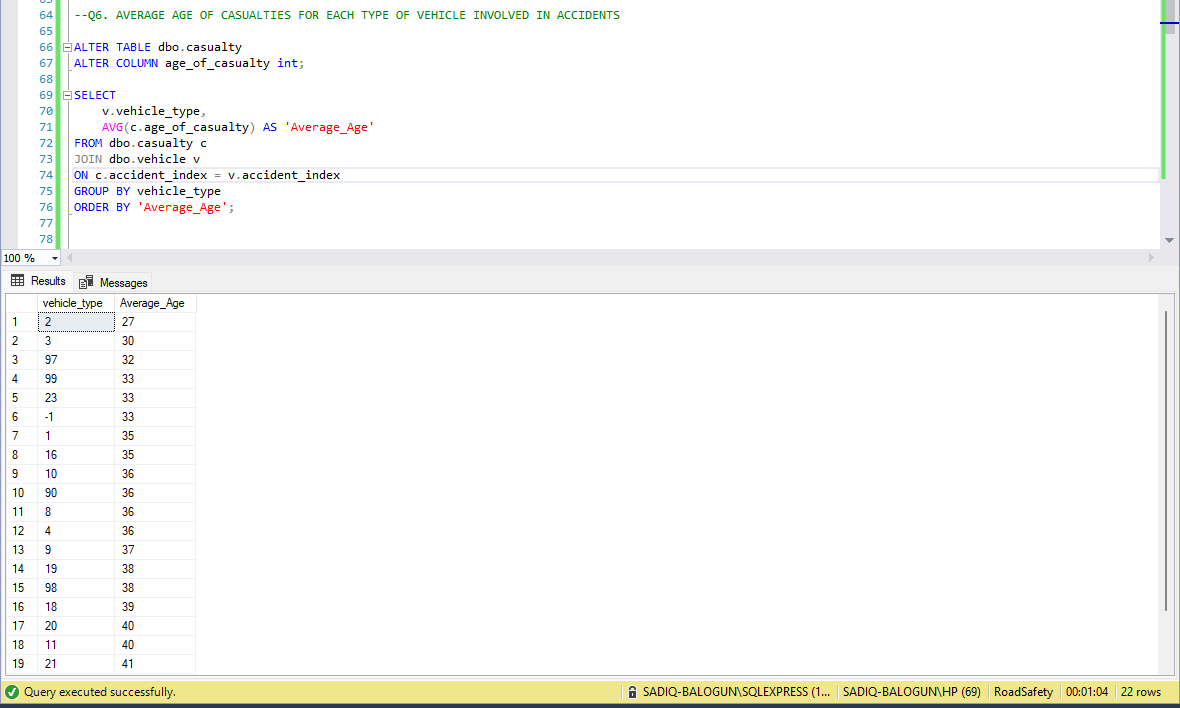 64 --Q6. AVERAGE AGE OF CASUALTIES FOR EACH TYPE OF VEHICLE INVOLVED IN ACCIDENTS
65
66 ALTER TABLE dbo.casualty
67 ALTER COLUMN age_of_casualty int;
68
69 SELECT
70 v.vehicle_type,
71 AVG(c.age_of_casualty) AS 'Average_Age'
72 FROM dbo.casualty c
73 JOIN dbo.vehicle v
74 ON c.accident_index = v.accident_index
75 GROUP BY vehicle_type
76 ORDER BY 'Average_Age';
77
78
100 %
Results Messages
vehicle_type Average_Age
1 2 27
2 3 30
3 97 32
4 99 33
5 23 33
6 -1 33
7 1 35
8 16 35
9 10 36
10 90 36
11 8 36
12 4 36
13 9 37
14 19 38
15 98 38
16 18 39
17 20 40
18 11 40
19 21 41
Query executed successfully. SADIQ-BALOGUN\SQLEXPRESS (1... SADIQ-BALOGUN\HP (69) RoadSafety 00:01:04 22 rows